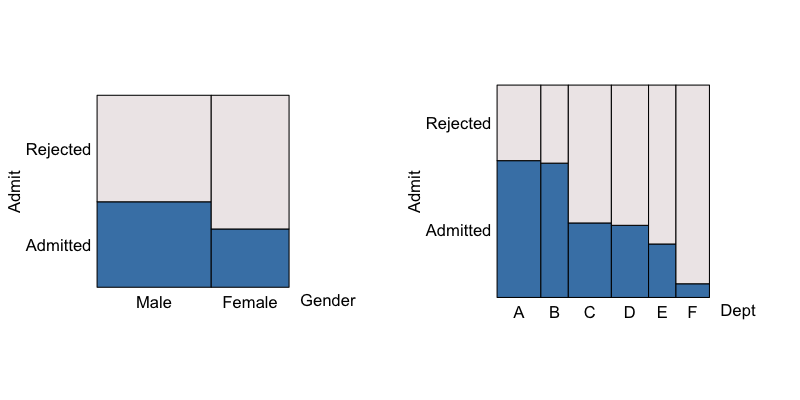 Rejected
Admitted
Admit
Male Female Gender
Rejected
Admitted
Admit
A B C D E F Dept